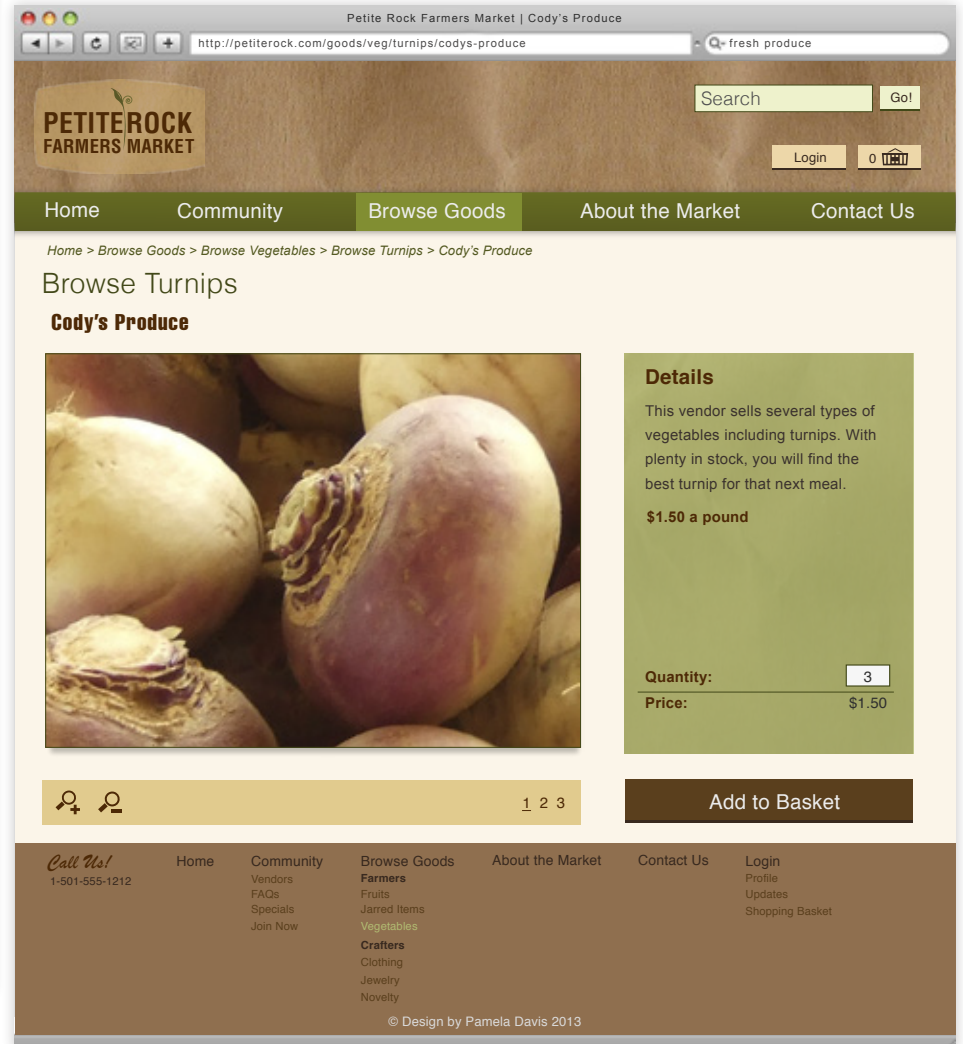 Petite Rock Farmers Market | Cody's Produce
http://petiterock.com/goods/veg/turnips/codys-produce
fresh produce
PETITE ROCK
FARMERS MARKET
Search
Go!
Login
0
Home
Community
Browse Goods
About the Market
Contact Us
Home > Browse Goods > Browse Vegetables > Browse Turnips > Cody's Produce
Browse Turnips
Cody's Produce
Details
This vendor sells several types of
vegetables including turnips. With
plenty in stock, you will find the
best turnip for that next meal.
$1.50 a pound
Quantity: 3
Price: $1.50
1 2 3
Add to Basket
Call Us!
1-501-555-1212
Home
Community
Vendors
FAQs
Specials
Join Now
Browse Goods
Farmers
Fruits
Jarred Items
Vegetables
Crafters
Clothing
Jewelry
Novelty
About the Market
Contact Us
Login
Profile
Updates
Shopping Basket
© Design by Pamela Davis 2013